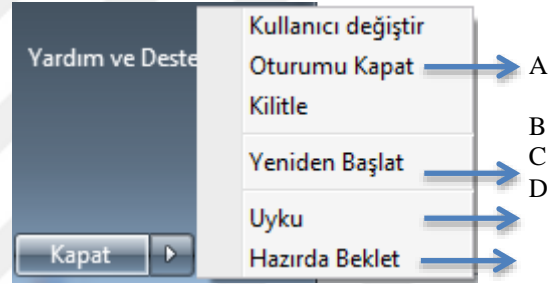 Kullanıcı değiştir
Yardım ve Deste
Oturumu Kapat
A
Kilitle
B
Yeniden Başlat
C
D
Uyku
Kapat
Hazırda Beklet